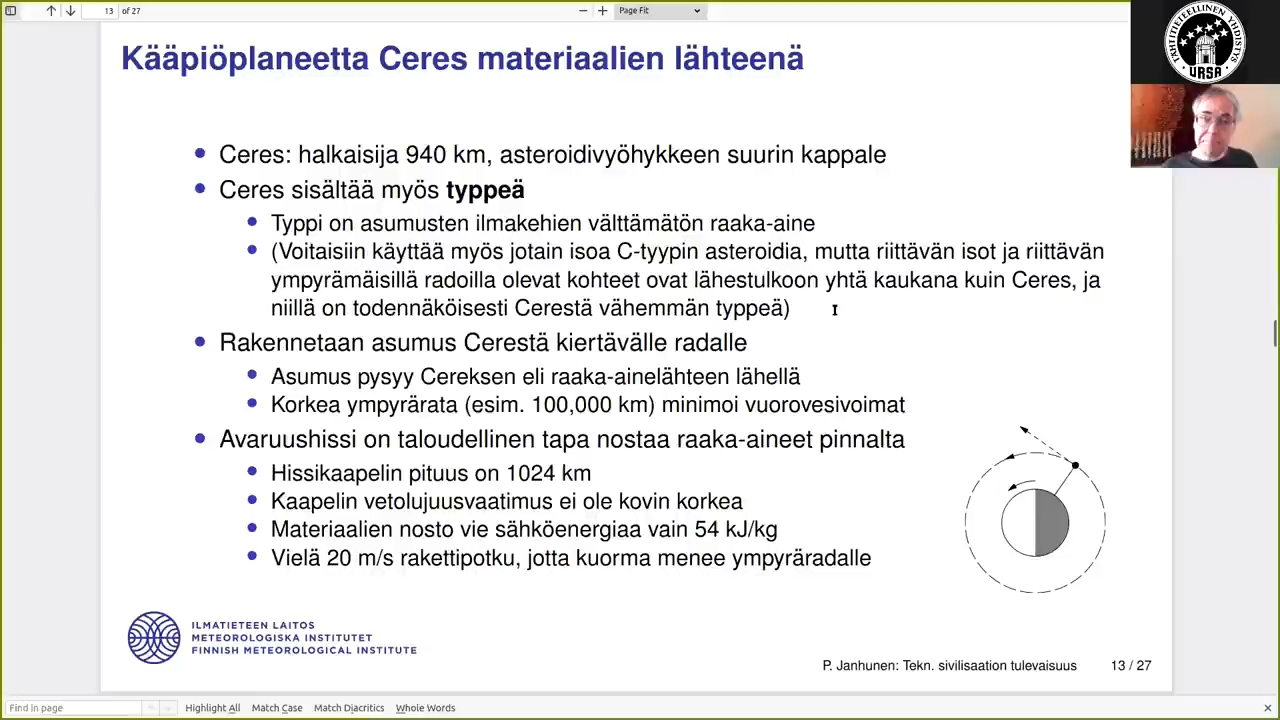 13 of 27
Page Fit
Kääpiöplaneetta Ceres materiaalien lähteenä
Ceres: halkaisija 940 km, asteroidivyöhykkeen suurin kappale
Ceres sisältää myös typpeä
Typpi on asumusten ilmakehien välttämätön raaka-aine
(Voitaisiin käyttää myös jotain isoa C-tyypin asteroidia, mutta riittävän isot ja riittävän
ympyrämäisillä radoilla olevat kohteet ovat lähestulkoon yhtä kaukana kuin Ceres, ja
niillä on todennäköisesti Cerestä vähemmän typpeä)
Rakennetaan asumus Cerestä kiertävälle radalle
Asumus pysyy Cereksen eli raaka-ainelähteen lähellä
Korkea ympyrärata (esim. 100,000 km) minimoi vuorovesivoimat
Avaruushissi on taloudellinen tapa nostaa raaka-aineet pinnalta
Hissikaapelin pituus on 1024 km
Kaapelin vetolujuusvaatimus ei ole kovin korkea
Materiaalien nosto vie sähköenergiaa vain 54 kJ/kg
Vielä 20 m/s rakettipotku, jotta kuorma menee ympyräradalle
ILMATIETEEN LAITOS
METEOROLOGISKA INSTITUTET
FINNISH METEOROLOGICAL INSTITUTE
P. Janhunen: Tekn. sivilisaation tulevaisuus 13 / 27
Find in page Highlight All Match Case Match Diacritics Whole Words
TÄHTITIETEELLINEN YHDISTYS
URSA